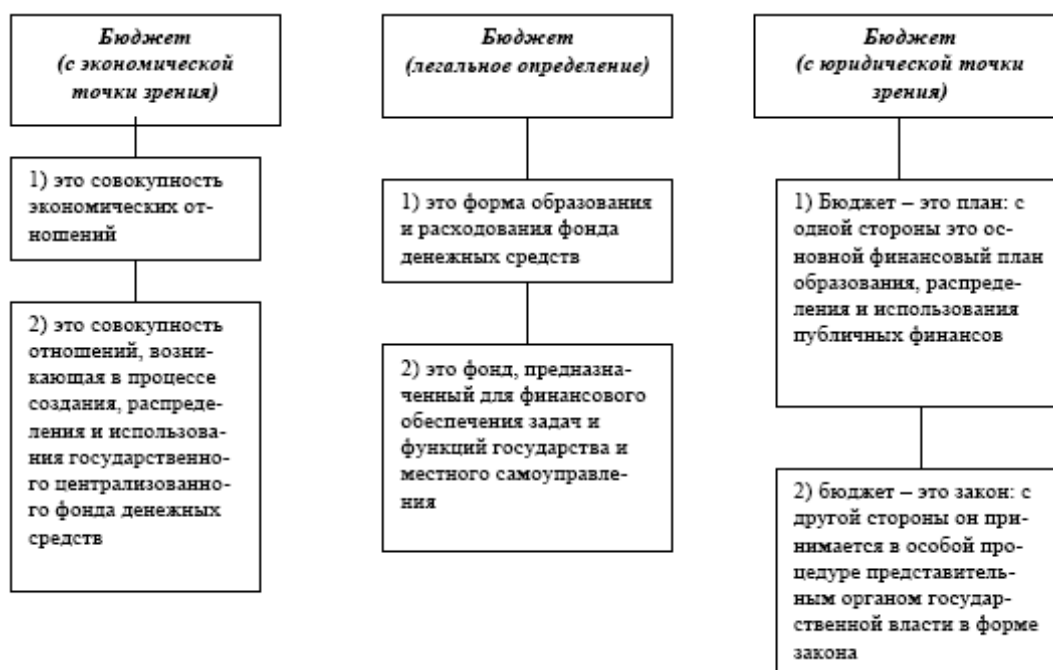 Бюджет
(с экономической
точки зрения)
1) это совокупность
экономических от-
ношений
2) это совокупность
отношений, возни-
кающая в процессе
создания, распреде-
ления и использова-
ния государственно-
го централизованно-
го фонда денежных
средств
Бюджет
(легальное определение)
1) это форма образования
и расходования фонда
денежных средств
2) это фонд, предназна-
ченный для финансового
обеспечения задач и
функций государства и
местного самоуправле-
ния
Бюджет
(с юридической точки
зрения)
1) Бюджет – это план: с
одной стороны это ос-
новной финансовый план
образования, распреде-
ления и использования
публичных финансов
2) бюджет – это закон: с
другой стороны он при-
нимается в особой про-
цедуре представитель-
ным органом государ-
ственной власти в форме
закона